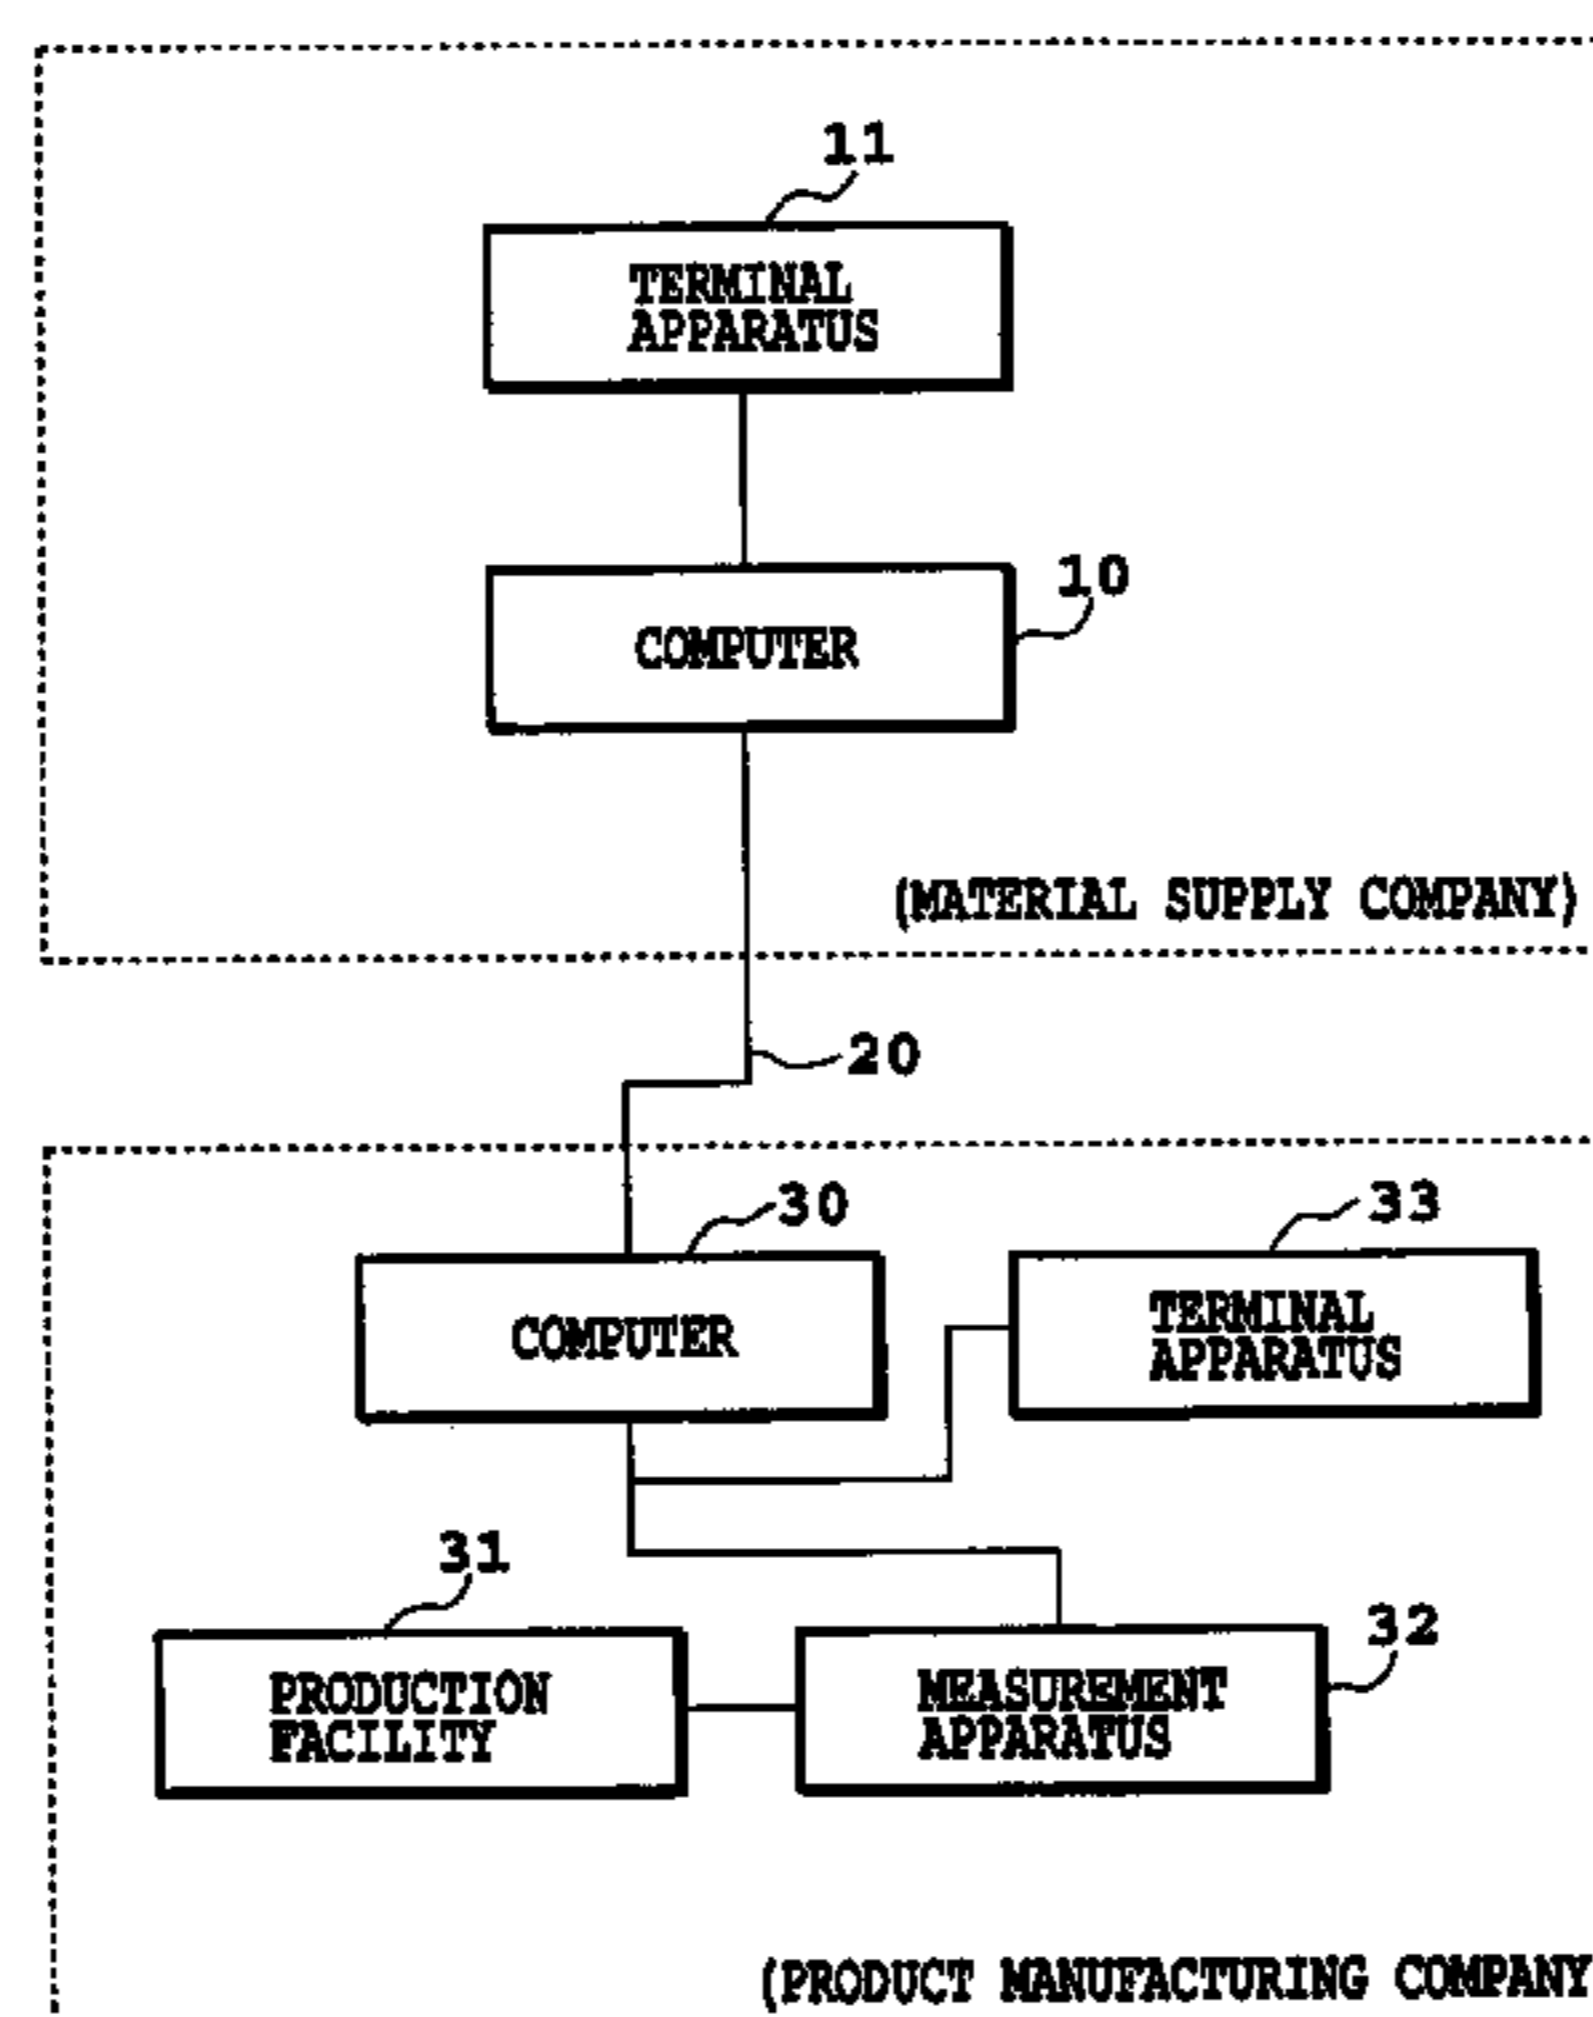 11
TERMINAL
APPARATUS
10
COMPUTER
(MATERIAL SUPPLY COMPANY)
20
30
33
COMPUTER
TERMINAL
APPARATUS
31
32
PRODUCTION
FACILITY
MEASUREMENT
APPARATUS
(PRODUCT MANUFACTURING COMPANY